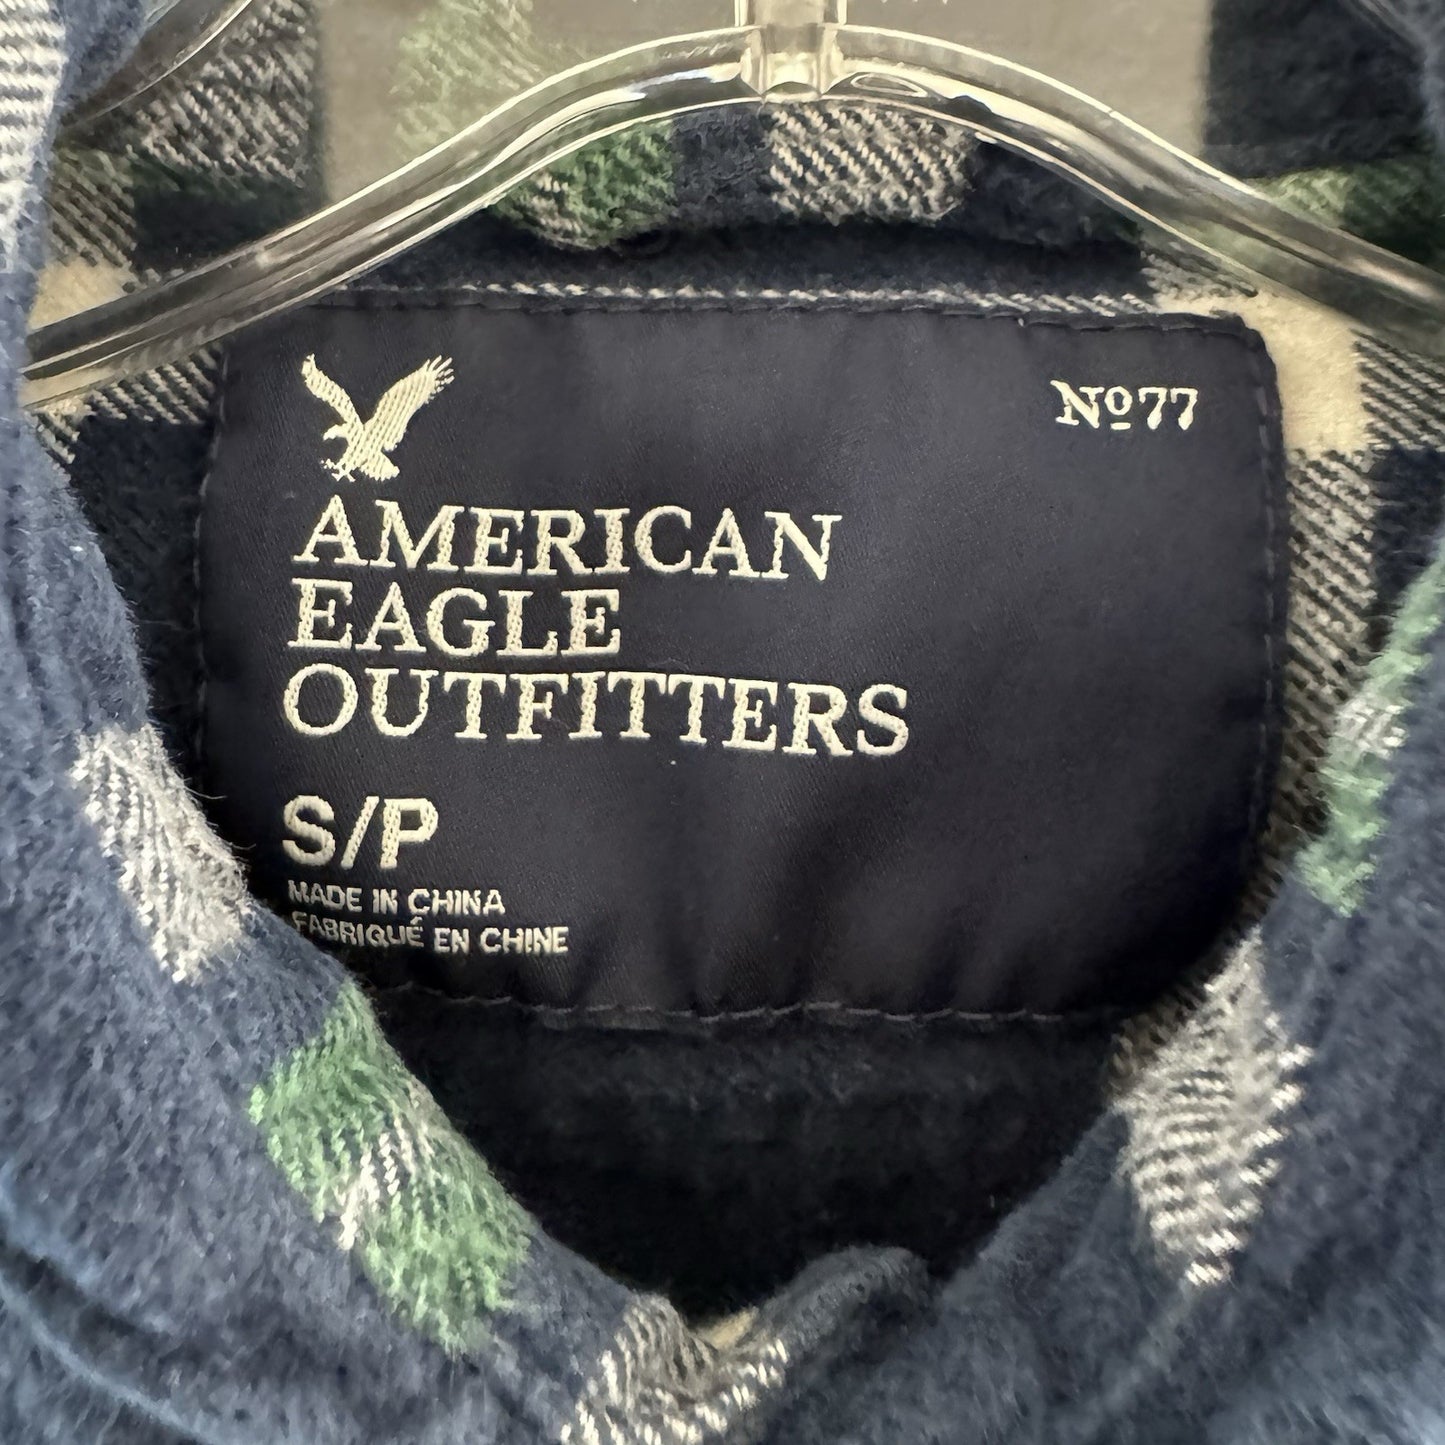 Nº77
AMERICAN
EAGLE
OUTFITTERS
S/P
MADE IN CHINA
FABRIQUÉ EN CHINE